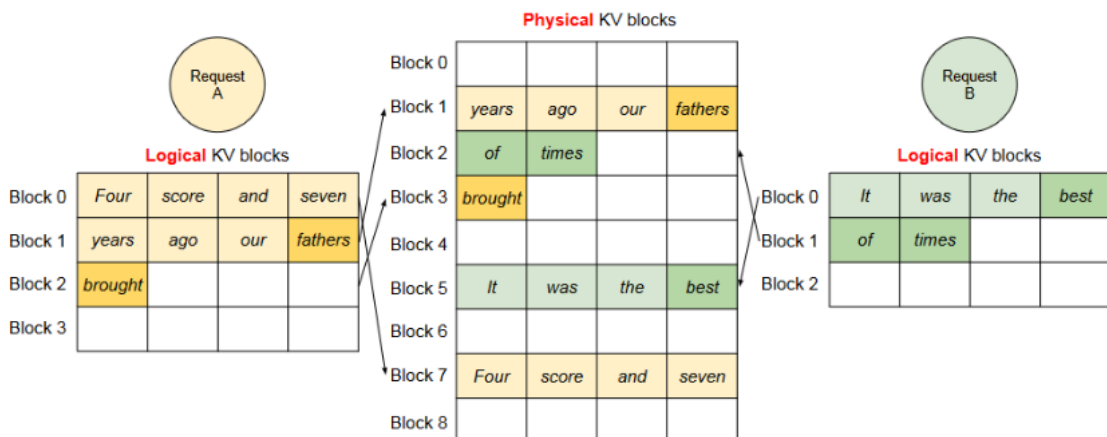 Physical KV blocks
Request
A
Logical KV blocks
Block 0 Four score and seven
Block 1 years ago our fathers
Block 2 brought
Block 3
Block 0
Block 1 years ago our fathers
Block 2 of times
Block 3 brought
Block 4
Block 5 It was the best
Block 6
Block 7 Four score and seven
Block 8
Request
B
Logical KV blocks
Block 0 It was the best
Block 1 of times
Block 2